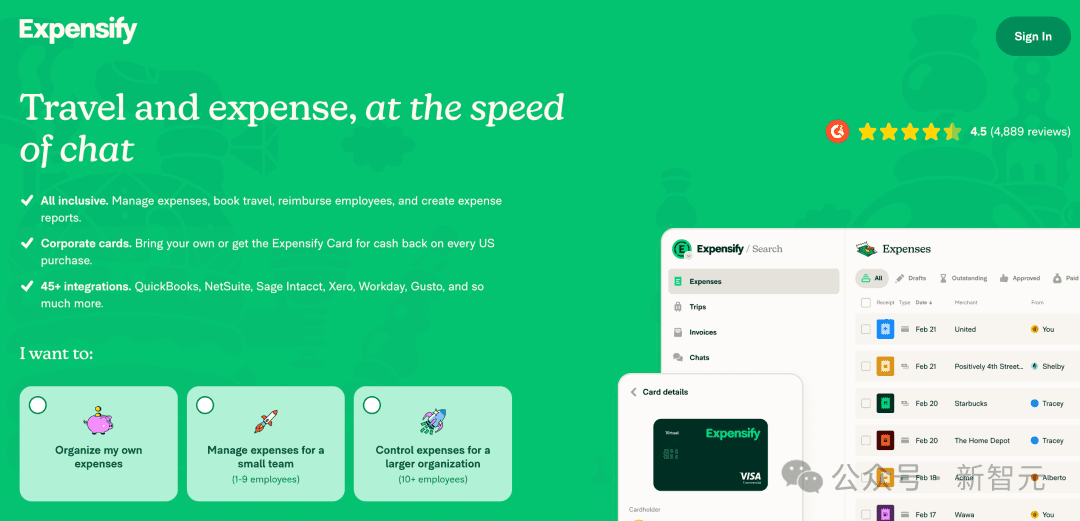 Expensify
Sign In
Travel and expense, at the speed
of chat
4.5 (4,889 reviews)
All inclusive. Manage expenses, book travel, reimburse employees, and create expense
reports.
Corporate cards. Bring your own or get the Expensify Card for cash back on every US
purchase.
45+ integrations. QuickBooks, NetSuite, Sage Intacct, Xero, Workday, Gusto, and so
much more.
I want to:
Organize my own
expenses
Manage expenses for a
small team
(1-9 employees)
Control expenses for a
larger organization
(10+ employees)
Expensify / Search
Expenses
Trips
Invoices
Chats
Expenses
All Drafts Outstanding Approved Paid
Receipt Type Date Merchant From
Feb 21 United You
Feb 21 Positively 4th Street... Shelby
Feb 20 Starbucks Tracey
Feb 20 The Home Depot Tracey
Feb 18 Acme Alberto
Feb 17 Wawa You
Card details
Virtual Expensify
VISA
Commercial
Cardholder
公众号 新智元